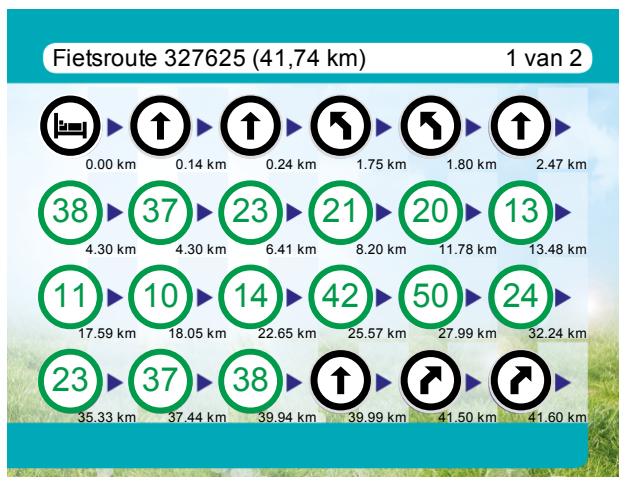 Fietsroute 327625 (41,74 km) 1 van 2
0.00 km 0.14 km 0.24 km 1.75 km 1.80 km 2.47 km
38 37 23 21 20 13
4.30 km 4.30 km 6.41 km 8.20 km 11.78 km 13.48 km
11 10 14 42 50 24
17.59 km 18.05 km 22.65 km 25.57 km 27.99 km 32.24 km
23 37 38
35.33 km 37.44 km 39.94 km 39.99 km 41.50 km 41.60 km